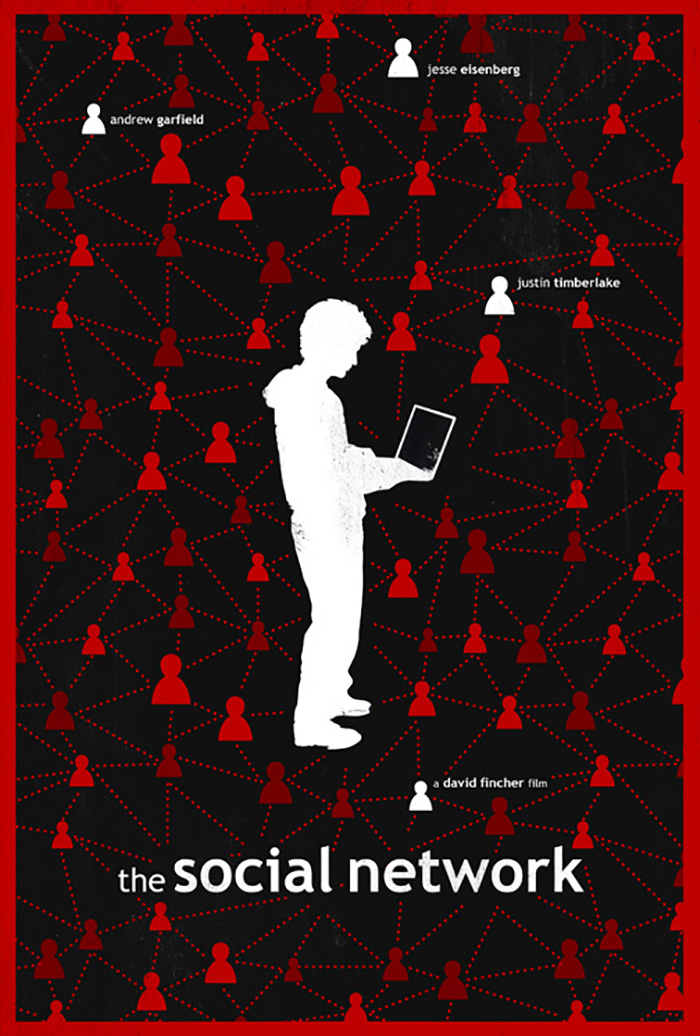 jesse eisenberg
andrew garfield
justin timberlake
a david fincher film
the social network